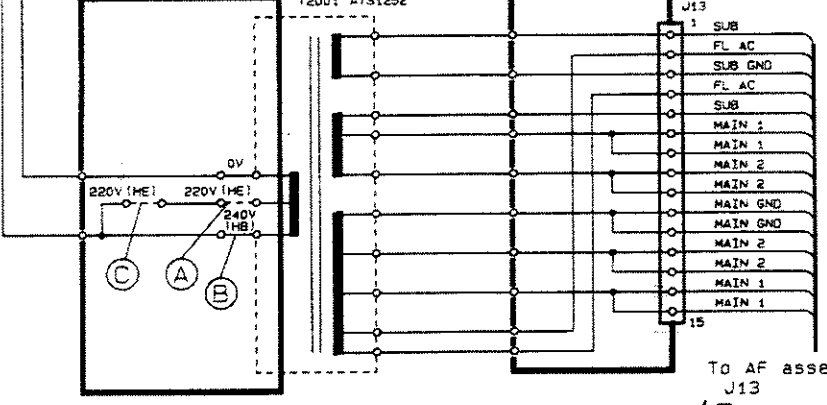 T2001 ATS1252
J13
1
SUB
FL AC
SUB GND
FL AC
SUB
MAIN 1
MAIN 1
MAIN 2
MAIN 2
MAIN GND
MAIN GND
MAIN 2
MAIN 2
MAIN 1
MAIN 1
15
0V
220V (HE) 220V (HE)
240V
(HB)
C A B
To AF asse
J13